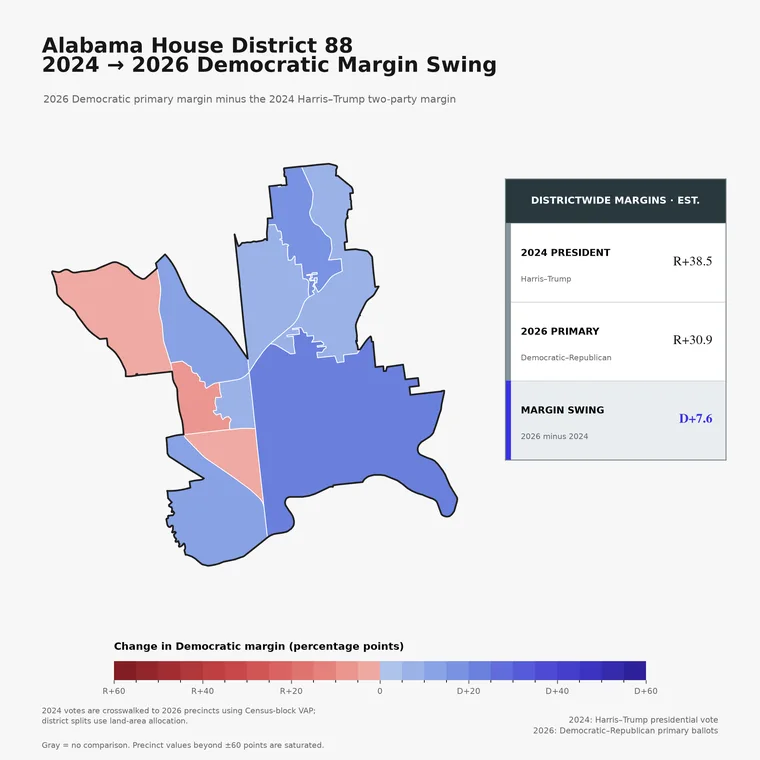 Alabama House District 88
2024 → 2026 Democratic Margin Swing
2026 Democratic primary margin minus the 2024 Harris–Trump two-party margin
DISTRICTWIDE MARGINS · EST.
2024 PRESIDENT
R+38.5
Harris–Trump
2026 PRIMARY
R+30.9
Democratic–Republican
MARGIN SWING
D+7.6
2026 minus 2024
Change in Democratic margin (percentage points)
R+60 R+40 R+20 0 D+20 D+40 D+60
2024 votes are crosswalked to 2026 precincts using Census-block VAP;
district splits use land-area allocation.
Gray = no comparison. Precinct values beyond ±60 points are saturated.
2024: Harris–Trump presidential vote
2026: Democratic–Republican primary ballots